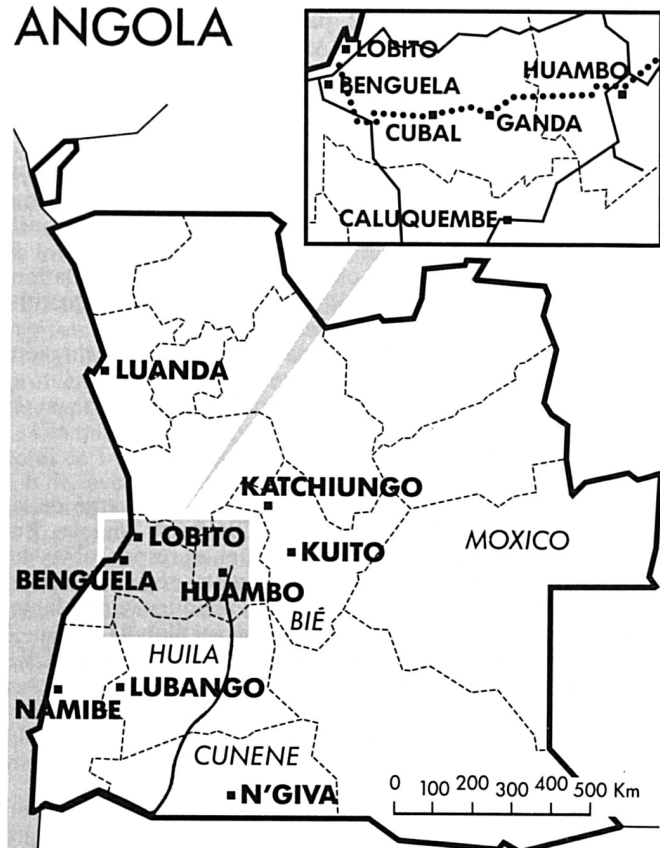 ANGOLA
LOBITO
BENGUELA
HUAMBO
CUBAL
GANDA
CALUQUEMBE
LUANDA
KATCHIUNGO
LOBITO
KUITO
MOXICO
BENGUELA
HUAMBO
BIÉ
HUILA
LUBANGO
NAMIBE
CUNENE
N'GIVA
0 100 200 300 400 500 Km